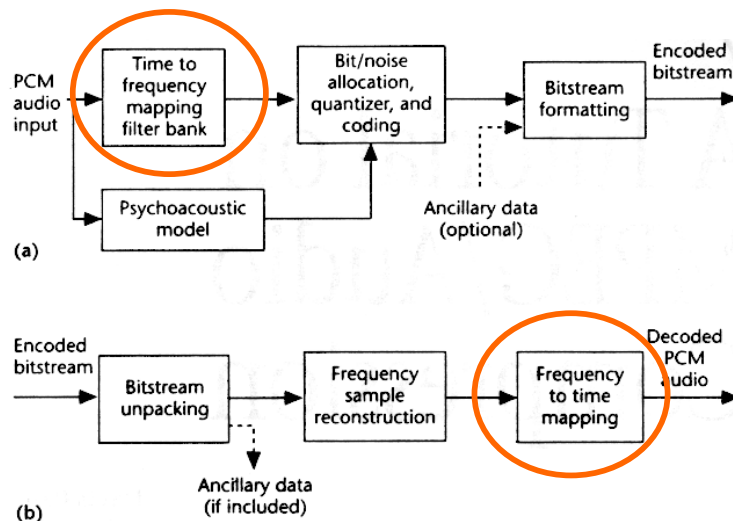 PCM
audio
input
Time to
frequency
mapping
filter bank
Bit/noise
allocation,
quantizer, and
coding
Bitstream
formatting
Encoded
bitstream
Psychoacoustic
model
Ancillary data
(optional)
(a)
Encoded
bitstream
Bitstream
unpacking
Frequency
sample
reconstruction
Frequency
to time
mapping
Decoded
PCM
audio
Ancillary data
(if included)
(b)